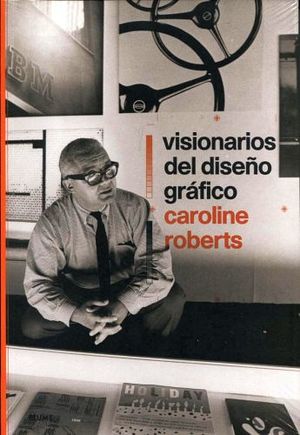 IBM
visionarios
del diseño
gráfico
caroline
roberts
HOLIDAY